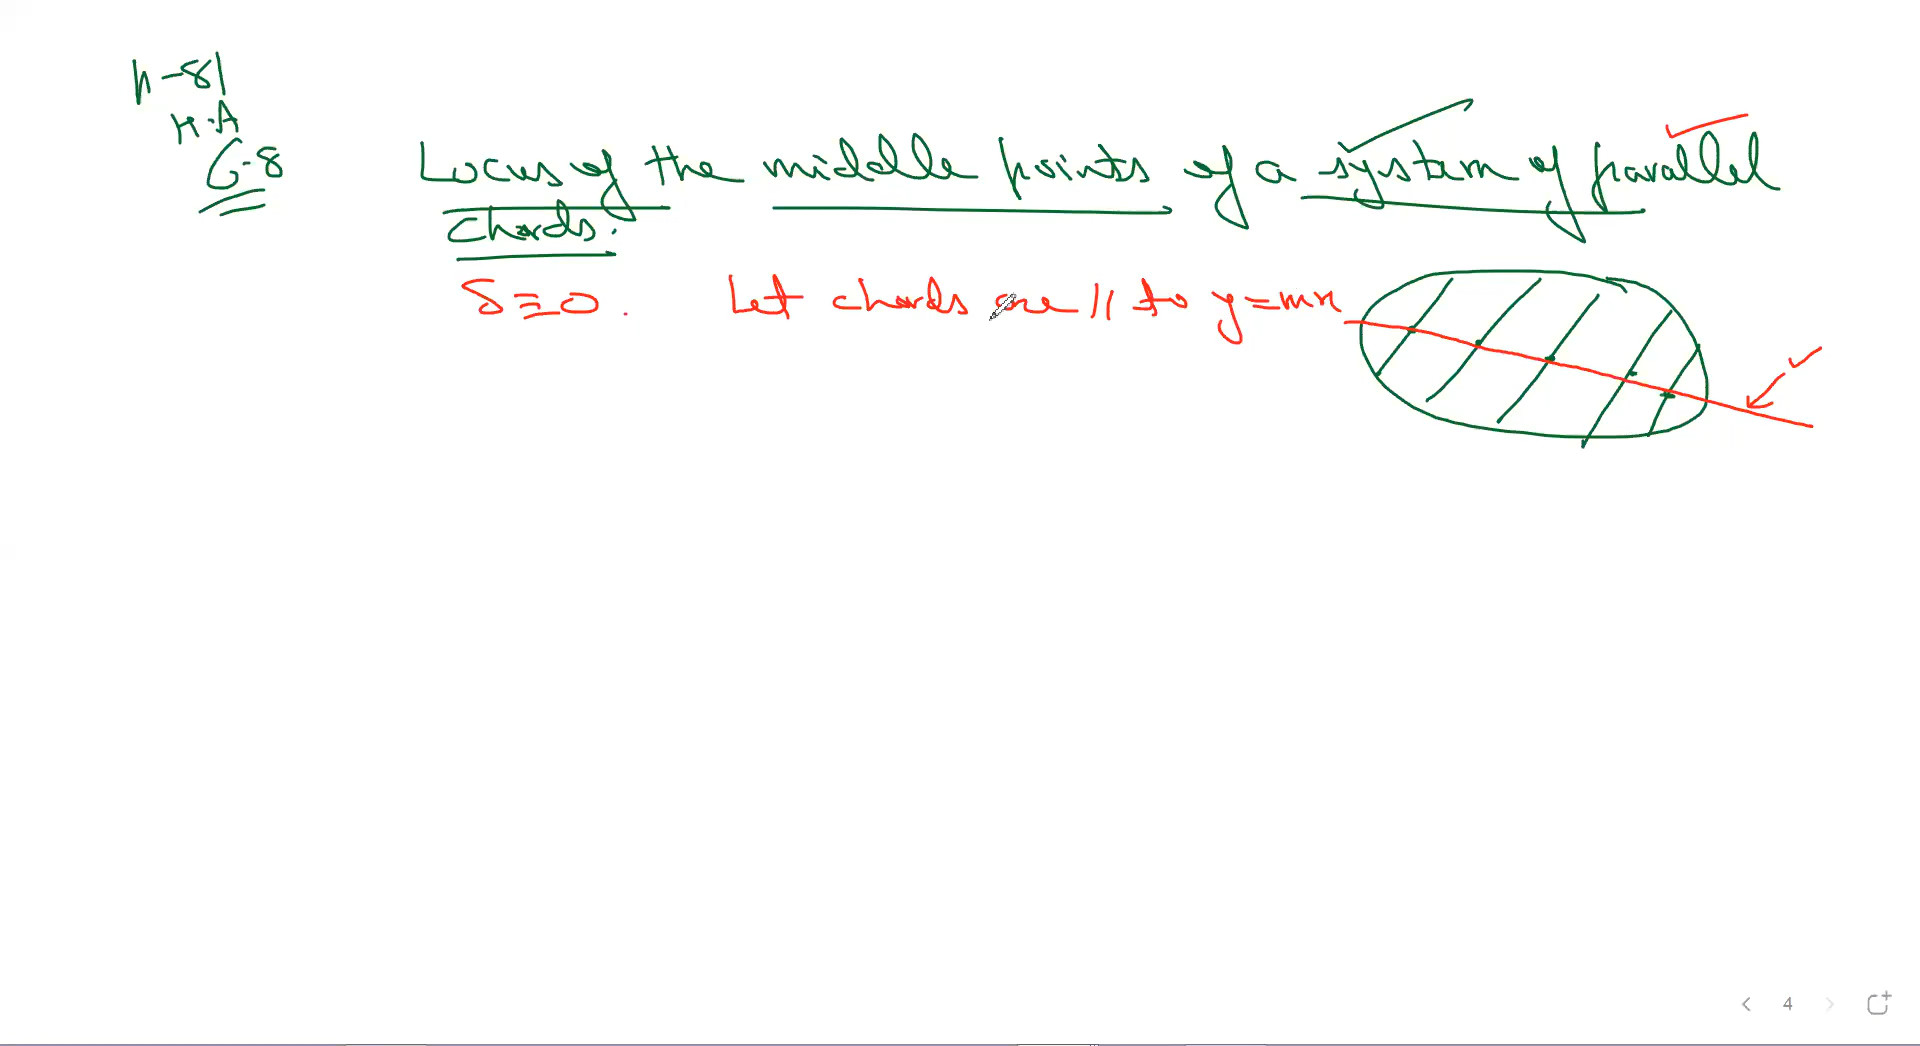 p-81
H.A
6.8
Locus of the middle points of a system of parallel
chords.
S≡0. Let chords are || to y=mx
4